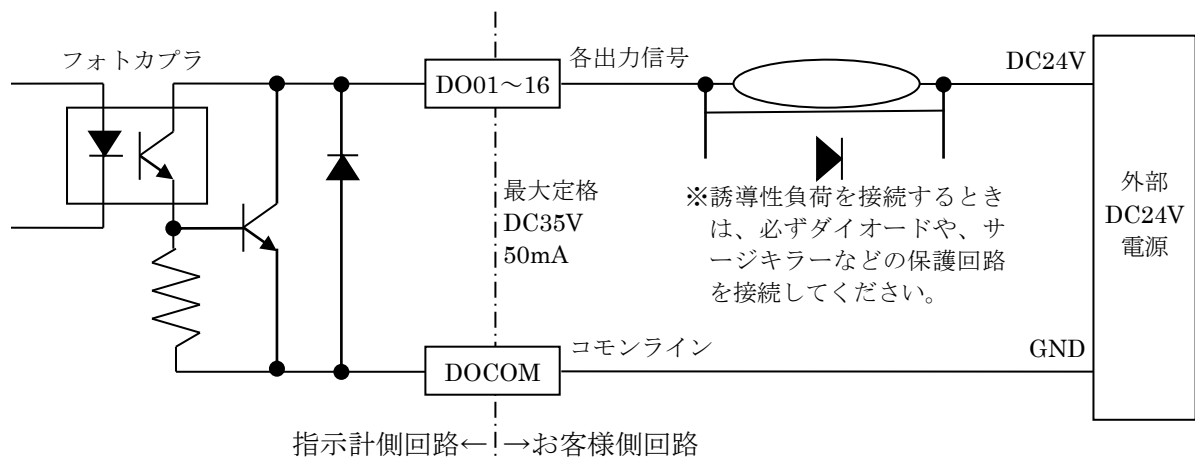 フォトカプラ
DO01～16
各出力信号
DC24V
最大定格
DC35V
50mA
※誘導性負荷を接続するとき
は、必ずダイオードや、サ
ージキラーなどの保護回路
を接続してください。
外部
DC24V
電源
DOCOM
コモンライン
GND
指示計側回路←
→お客様側回路